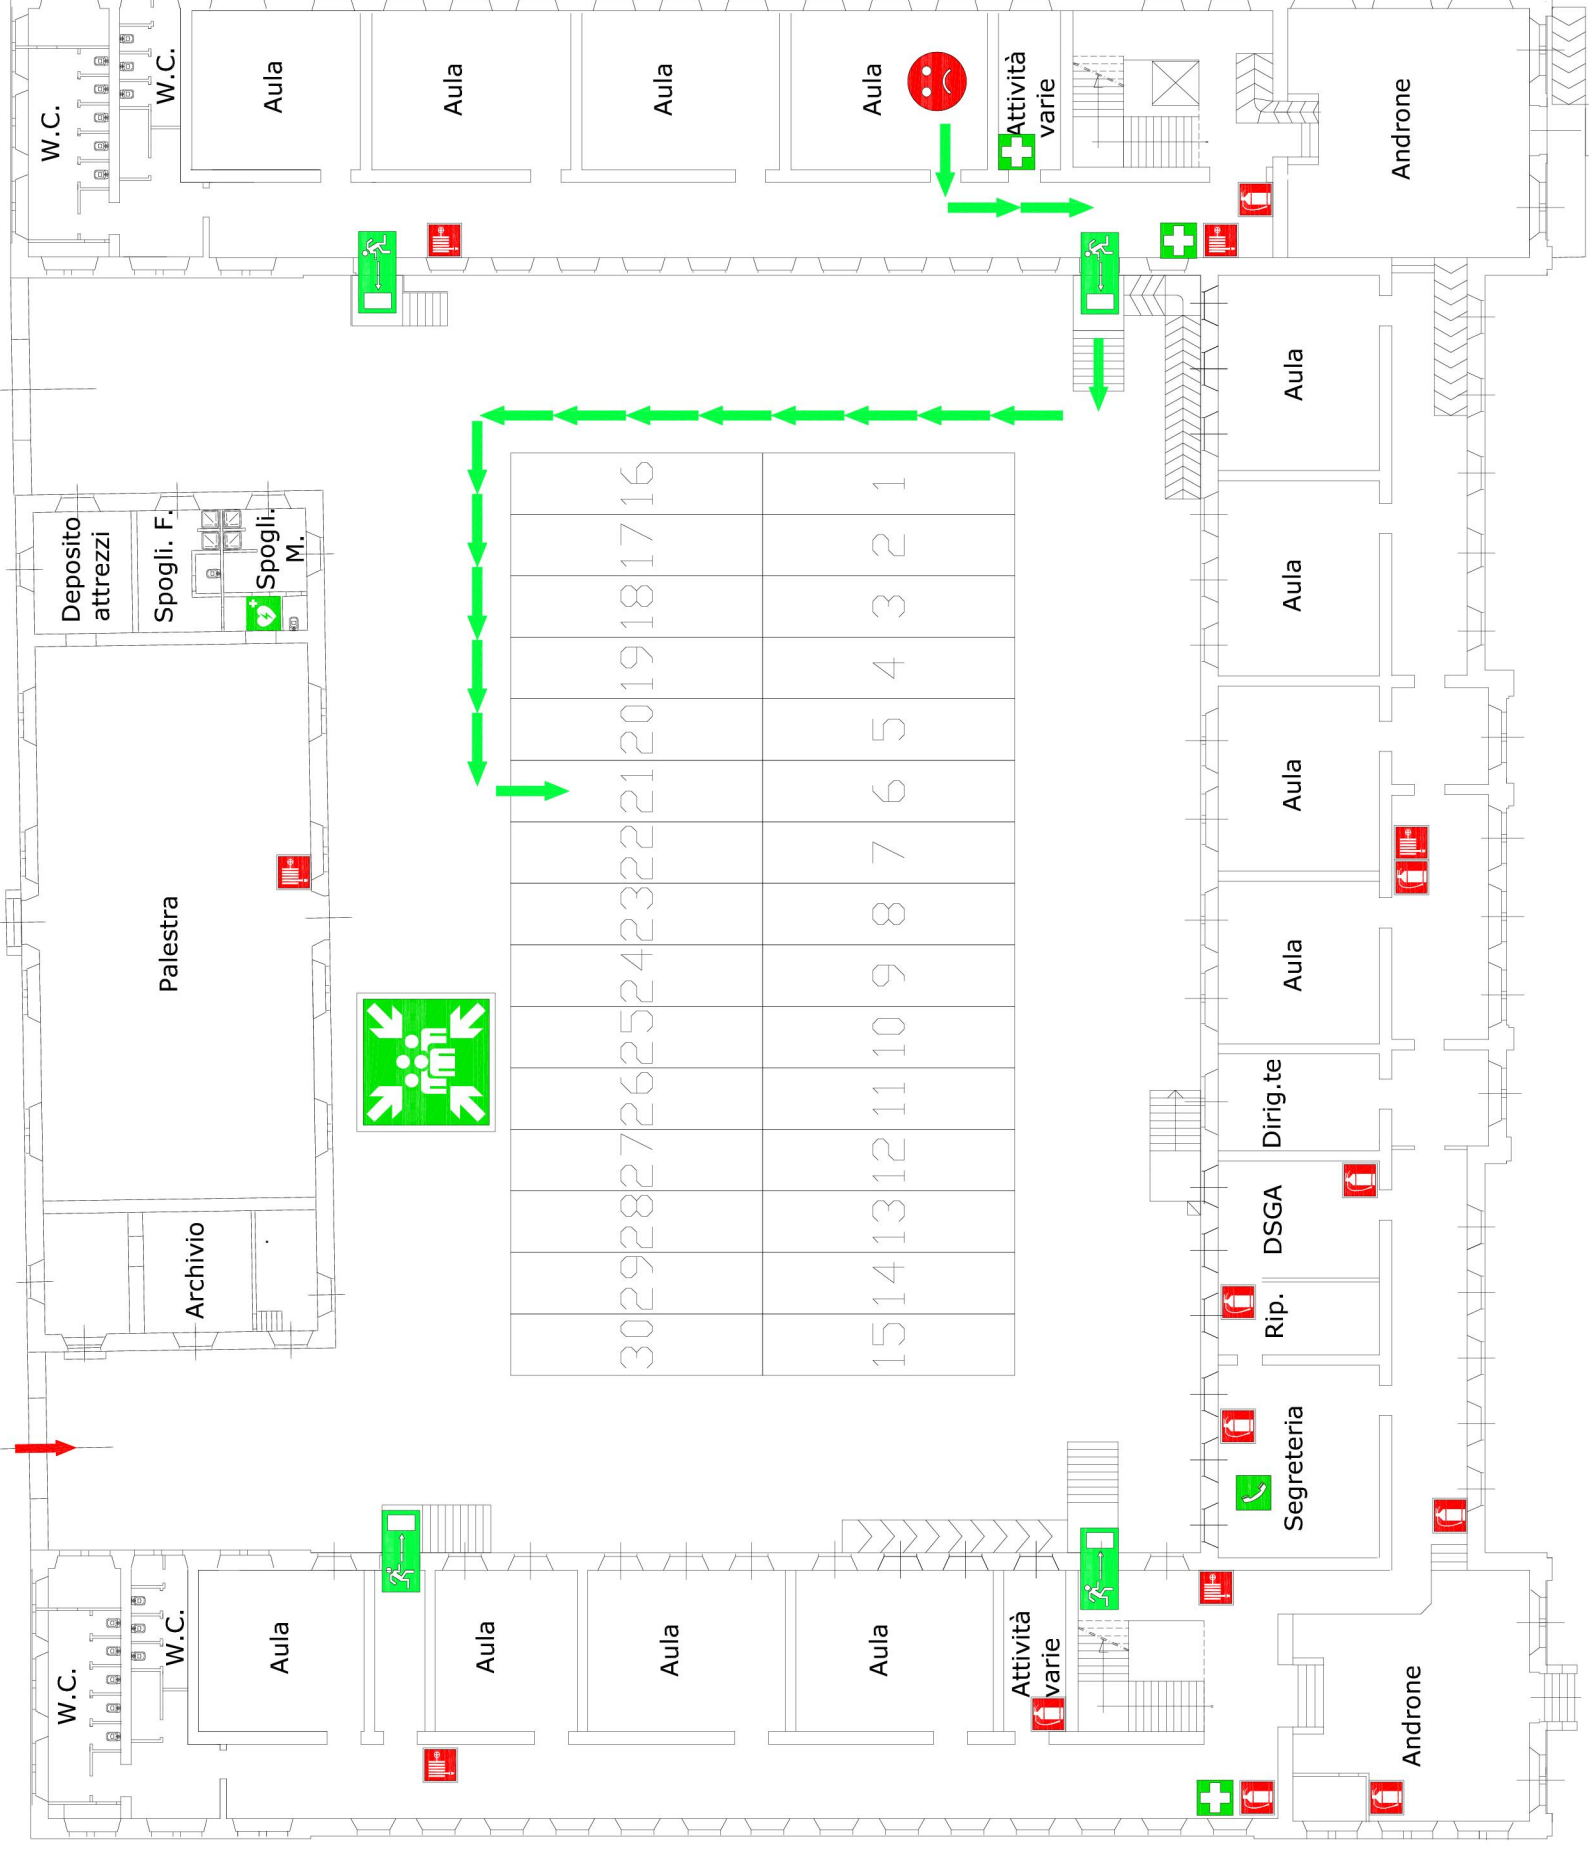 W.C.
W.C.
Aula
Aula
Aula
Aula
Attività
varie
Androne
Aula
Deposito
attrezzi
Spogli. F.
Spogli.
M.
Aula
Aula
Palestra
Aula
Dirig.te
Archivio
DSGA
Rip.
Segreteria
16
1
17
2
18
3
19
4
20
5
21
6
22
7
23
8
24
9
25
10
26
11
27
12
28
13
29
14
30
15
W.C.
W.C.
Aula
Aula
Aula
Aula
Attività
varie
Androne